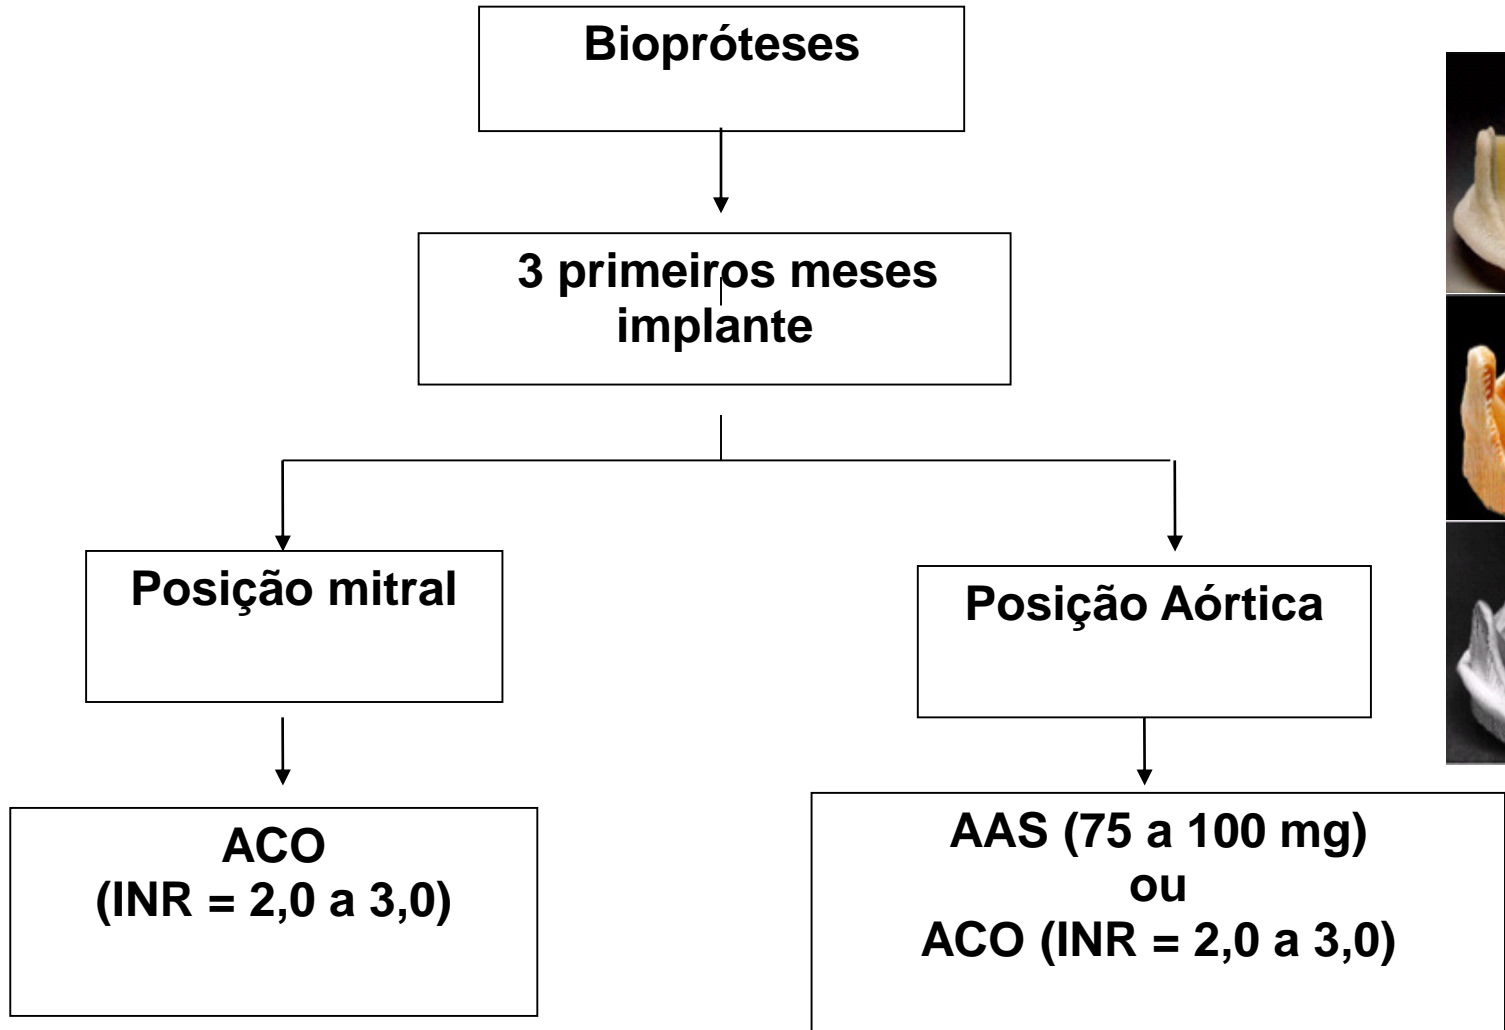 Biopróteses
3 primeiros meses
implante
Posição mitral
Posição Aórtica
ACO
(INR = 2,0 a 3,0)
AAS (75 a 100 mg)
ou
ACO (INR = 2,0 a 3,0)